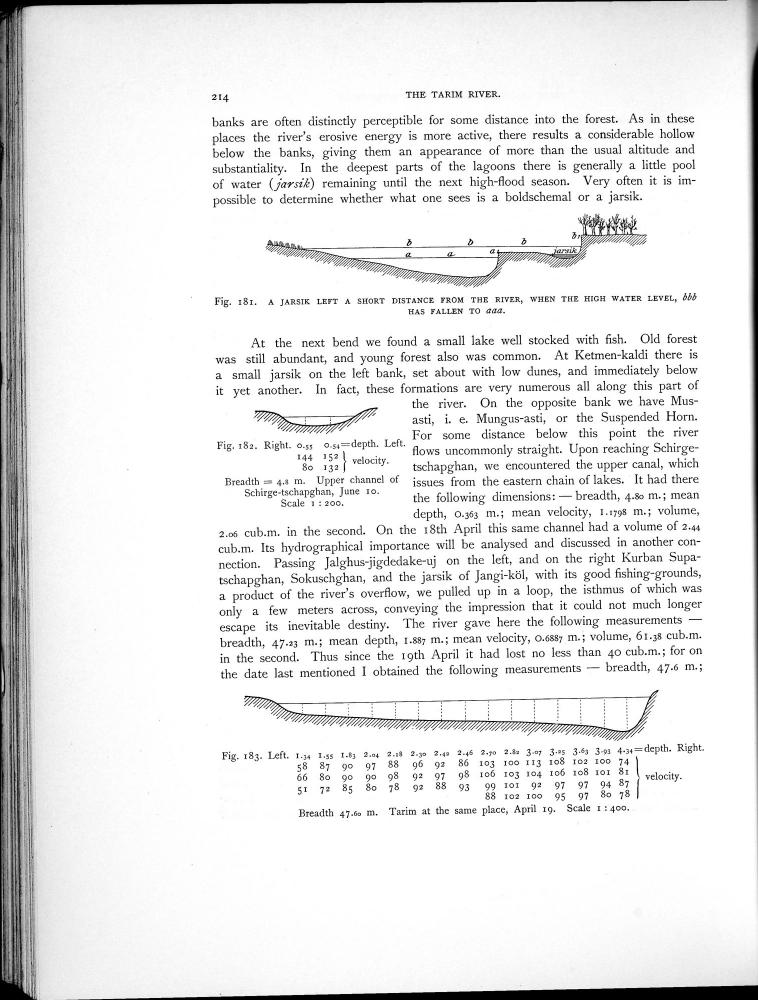 214
THE TARIM RIVER.
banks are often distinctly perceptible for some distance into the forest. As in these
places the river's erosive energy is more active, there results a considerable hollow
below the banks, giving them an appearance of more than the usual altitude and
substantiality. In the deepest parts of the lagoons there is generally a little pool
of water (jarsik) remaining until the next high-flood season. Very often it is im-
possible to determine whether what one sees is a boldschemal or a jarsik.
b b b b
a a a jarsik
Fig. 181. A JARSIK LEFT A SHORT DISTANCE FROM THE RIVER, WHEN THE HIGH WATER LEVEL, bbb
HAS FALLEN TO aaa.
At the next bend we found a small lake well stocked with fish. Old forest
was still abundant, and young forest also was common. At Ketmen-kaldi there is
a small jarsik on the left bank, set about with low dunes, and immediately below
it yet another. In fact, these formations are very numerous all along this part of
the river. On the opposite bank we have Mus-
asti, i. e. Mungus-asti, or the Suspended Horn.
For some distance below this point the river
flows uncommonly straight. Upon reaching Schirge-
tschapghan, we encountered the upper canal, which
issues from the eastern chain of lakes. It had there
the following dimensions: — breadth, 4.80 m.; mean
depth, 0.363 m.; mean velocity, 1.1798 m.; volume,
Fig. 182. Right. 0.55 0.54=depth. Left.
144 152
80 132 velocity.
Breadth = 4.8 m. Upper channel of
Schirge-tschapghan, June 10.
Scale 1 : 200.
2.06 cub.m. in the second. On the 18th April this same channel had a volume of 2.44
cub.m. Its hydrographical importance will be analysed and discussed in another con-
nection. Passing Jalghus-jigdedake-uj on the left, and on the right Kurban Supa-
tschapghan, Sokuschghan, and the jarsik of Jangi-köl, with its good fishing-grounds,
a product of the river's overflow, we pulled up in a loop, the isthmus of which was
only a few meters across, conveying the impression that it could not much longer
escape its inevitable destiny. The river gave here the following measurements —
breadth, 47.23 m.; mean depth, 1.887 m.; mean velocity, 0.6887 m.; volume, 61.38 cub.m.
in the second. Thus since the 19th April it had lost no less than 40 cub.m.; for on
the date last mentioned I obtained the following measurements — breadth, 47.6 m.;
Fig. 183. Left. 1.34 1.55 1.83 2.04 2.18 2.30 2.40 2.46 2.70 2.82 3.07 3.25 3.63 3.93 4.34=depth. Right.
58 87 90 97 88 96 92 86 103 100 113 108 102 100 74
66 80 90 90 98 92 97 98 106 103 104 106 108 101 81 velocity.
51 72 85 80 78 92 88 93 99 101 92 97 97 94 87
88 102 100 95 97 80 78
Breadth 47.60 m. Tarim at the same place, April 19. Scale 1 : 400.